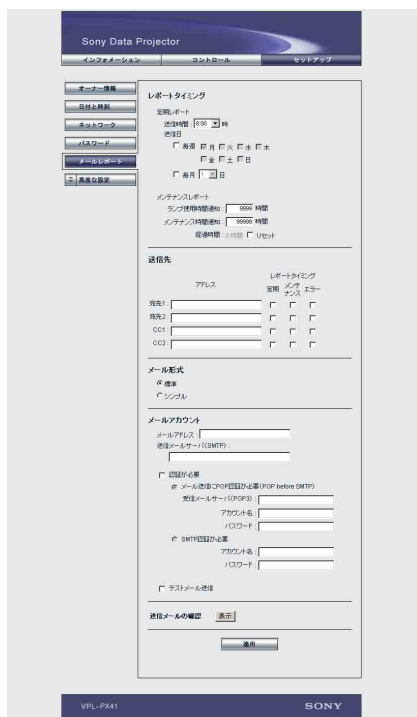 Sony Data Projector
インフォメーション コントロール セットアップ
オーナー情報
日付と時刻
ネットワーク
パスワード
メールレポート
高度な設定
レポートタイミング
定期レポート
送信時間: 8:00 時
送信日
毎週 月 火 水 木
金 土 日
毎月 1 日
メンテナンスレポート
ランプ使用時間通知: 9999 時間
メンテナンス時間通知: 99999 時間
経過時間: 0 時間 リセット
送信先
レポートタイミング
アドレス 定期 メンテナンス エラー
宛先1:
宛先2:
CC1:
CC2:
メール形式
標準
シンプル
メールアカウント
メールアドレス:
送信メールサーバ(SMTP):
認証が必要
メール送信にPOP認証が必要(POP before SMTP)
受信メールサーバ(POP3):
アカウント名:
パスワード:
SMTP認証が必要
アカウント名:
パスワード:
テストメール送信
送信メールの確認 表示
適用
VPL-PX41 SONY